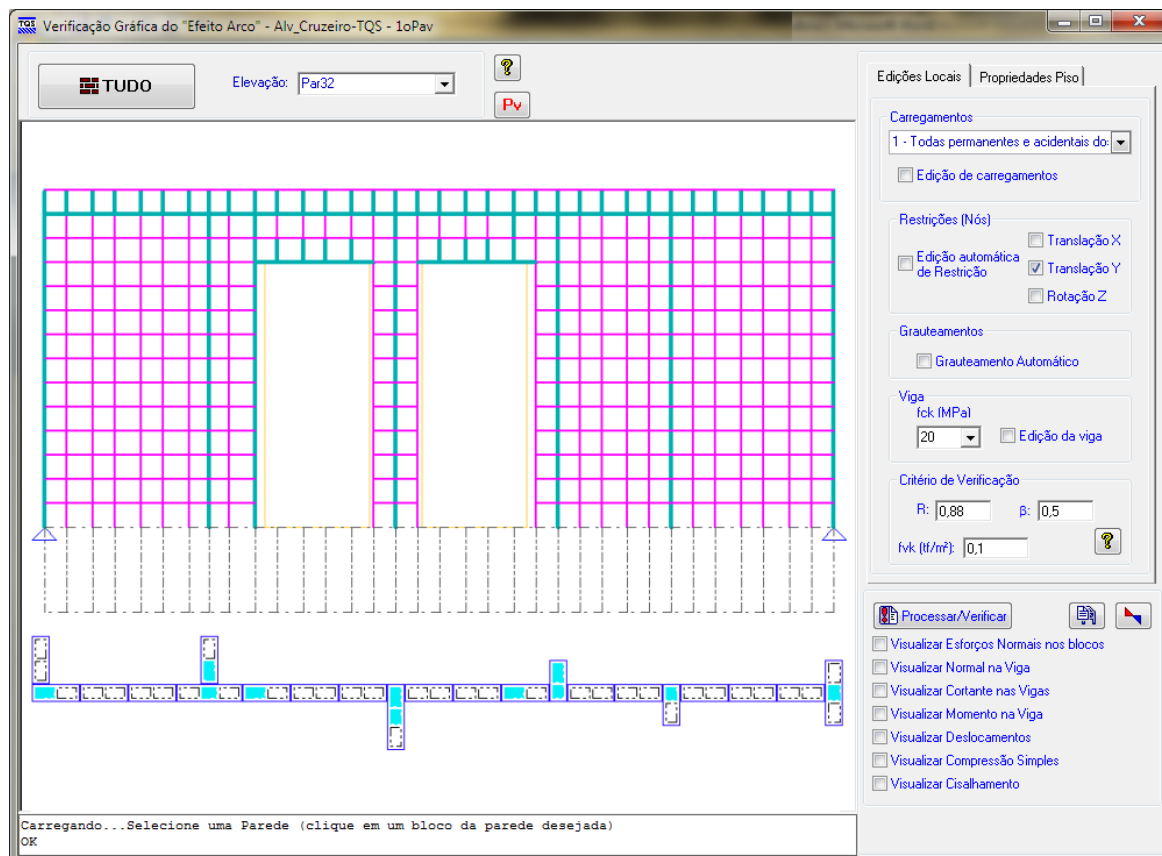 TQS Verificação Gráfica do "Efeito Arco" - Alv_Cruzeiro-TQS - 1oPav
TUDO
Elevação: Par32
?
Pv
Edições Locais
Propriedades Piso
Carregamentos
1 - Todas permanentes e acidentais do:
Edição de carregamentos
Restrições (Nós)
Edição automática
de Restrição
Translação X
Translação Y
Rotação Z
Grauteamentos
Grauteamento Automático
Viga
fck (MPa)
20
Edição da viga
Critério de Verificação
R: 0,88 β: 0,5
fvk (tf/m²): 0,1
?
Processar/Verificar
Visualizar Esforços Normais nos blocos
Visualizar Normal na Viga
Visualizar Cortante nas Vigas
Visualizar Momento na Viga
Visualizar Deslocamentos
Visualizar Compressão Simples
Visualizar Cisalhamento
Carregando...Selecione uma Parede (clique em um bloco da parede desejada)
OK